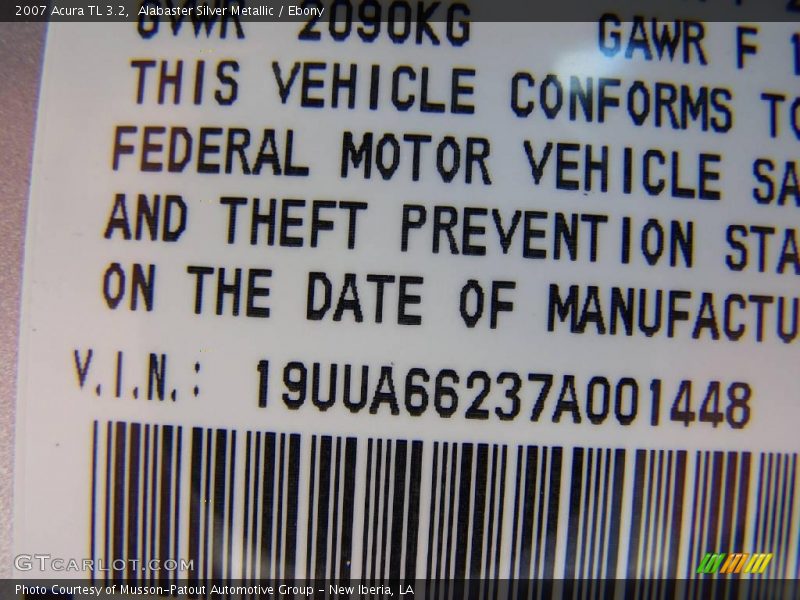 2007 Acura TL 3.2,  Alabaster Silver Metallic / Ebony
GVWR 2090KG GAWR F 1
THIS VEHICLE CONFORMS TO
FEDERAL MOTOR VEHICLE SA
AND THEFT PREVENTION STA
ON THE DATE OF MANUFACTU
V.I.N.: 19UUA66237A001448
GTCARLOT.COM
Photo Courtesy of Musson-Patout Automotive Group - New Iberia, LA